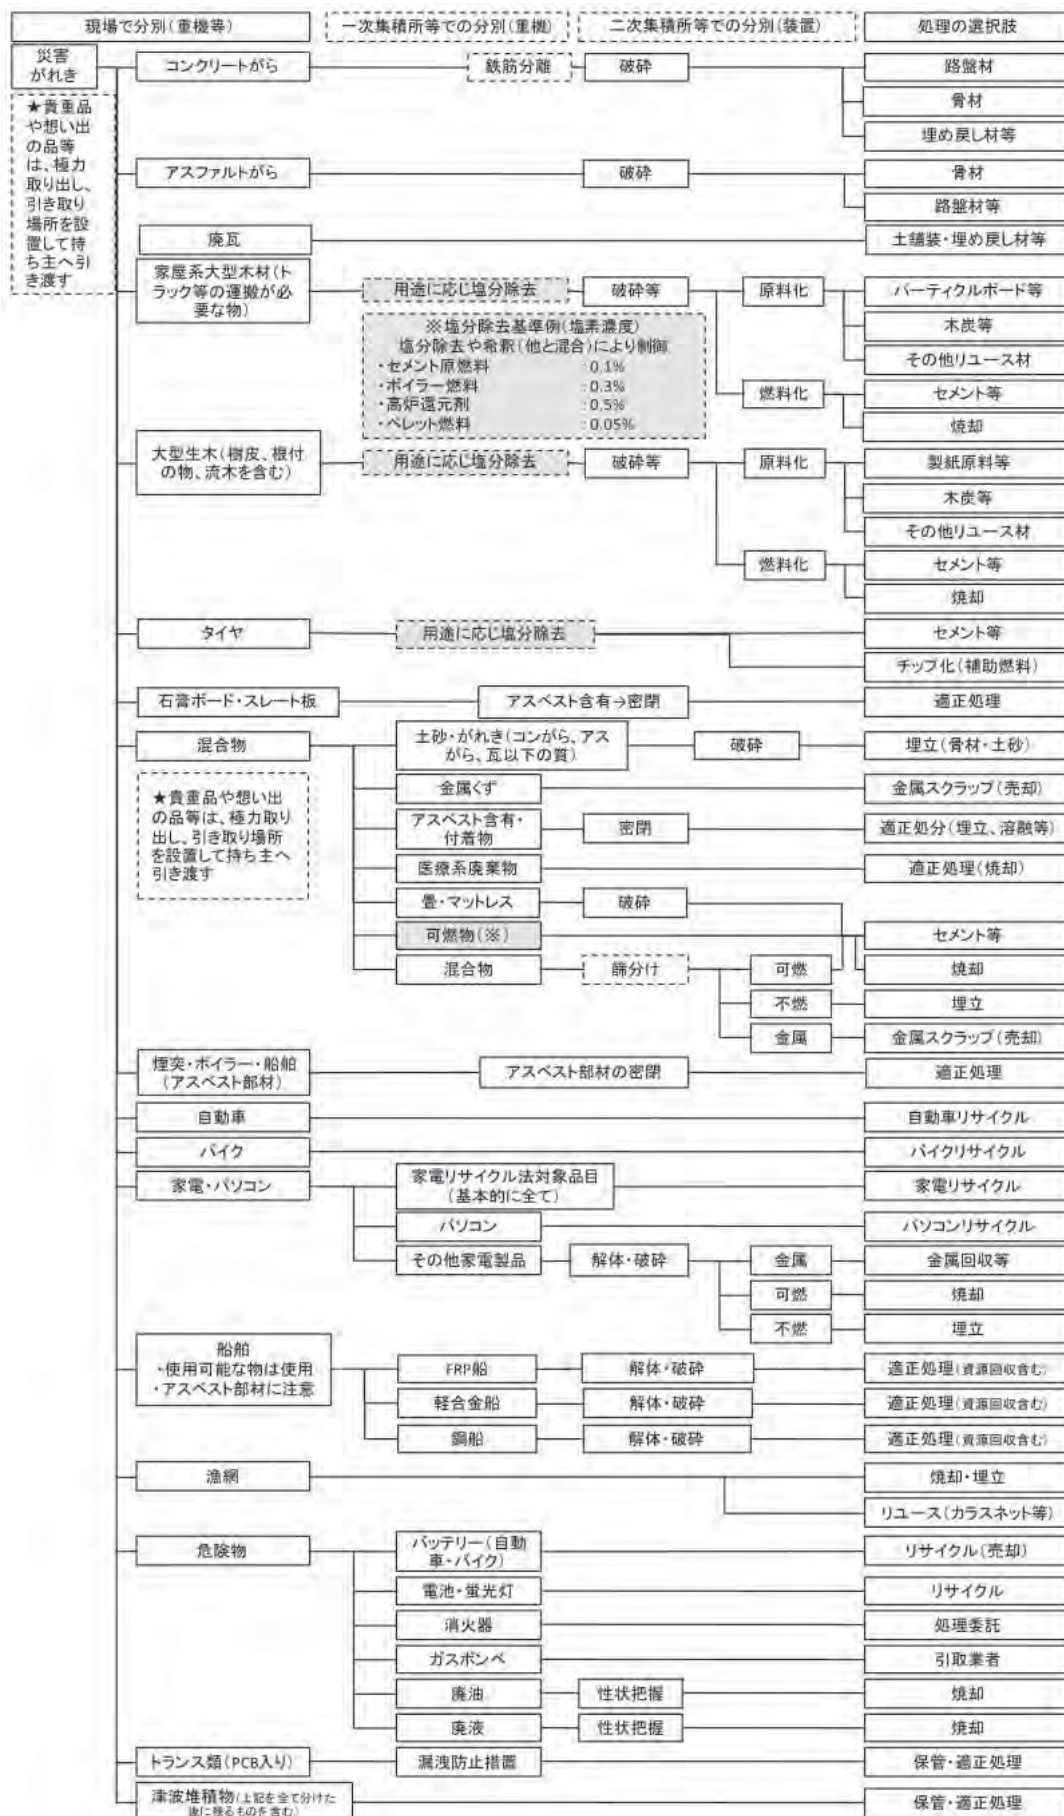 現場で分別(重機等)
一次集積所等での分別(重機)
二次集積所等での分別(装置)
処理の選択肢
災害
がれき
★貴重品
や想い出
の品等
は、極力
取り出し、
引き取り
場所を設
置して持
ち主へ引
き渡す
コンクリートがら
鉄筋分離
破砕
路盤材
骨材
埋め戻し材等
アスファルトがら
破砕
骨材
路盤材等
廃瓦
土舗装・埋め戻し材等
家屋系大型木材(ト
ラック等の運搬が必
要な物)
用途に応じ塩分除去
破砕等
原料化
パーティクルボード等
木炭等
その他リユース材
燃料化
セメント等
焼却
※塩分除去基準例(塩素濃度)
塩分除去や希釈(他と混合)により制御
・セメント原燃料 :0.1%
・ボイラー燃料 :0.3%
・高炉還元剤 :0.5%
・ペレット燃料 :0.05%
大型生木(樹皮、根付
の物、流木を含む)
用途に応じ塩分除去
破砕等
原料化
製紙原料等
木炭等
その他リユース材
燃料化
セメント等
焼却
タイヤ
用途に応じ塩分除去
セメント等
チップ化(補助燃料)
石膏ボード・スレート板
アスベスト含有→密閉
適正処理
混合物
★貴重品や想い出
の品等は、極力取り
出し、引き取り場所
を設置して持ち主へ
引き渡す
土砂・がれき(コンがら、アス
がら、瓦以下の質)
破砕
埋立(骨材・土砂)
金属くず
金属スクラップ(売却)
アスベスト含有・
付着物
密閉
適正処分(埋立、溶融等)
医療系廃棄物
適正処理(焼却)
畳・マットレス
破砕
可燃物(※)
セメント等
混合物
篩分け
可燃
焼却
不燃
埋立
金属
金属スクラップ(売却)
煙突・ボイラー・船舶
(アスベスト部材)
アスベスト部材の密閉
適正処理
自動車
自動車リサイクル
バイク
バイクリサイクル
家電・パソコン
家電リサイクル法対象品目
(基本的に全て)
家電リサイクル
パソコン
パソコンリサイクル
その他家電製品
解体・破砕
金属
金属回収等
可燃
焼却
不燃
埋立
船舶
・使用可能な物は使用
・アスベスト部材に注意
FRP船
解体・破砕
適正処理(資源回収含む)
軽合金船
解体・破砕
適正処理(資源回収含む)
鋼船
解体・破砕
適正処理(資源回収含む)
漁網
焼却・埋立
リユース(カラスネット等)
危険物
バッテリー(自動
車・バイク)
リサイクル(売却)
電池・蛍光灯
リサイクル
消火器
処理委託
ガスボンベ
引取業者
廃油
性状把握
焼却
廃液
性状把握
焼却
トランス類(PCB入り)
漏洩防止措置
保管・適正処理
津波堆積物(上記を全て分けた
後に残るものを含む)
保管・適正処理